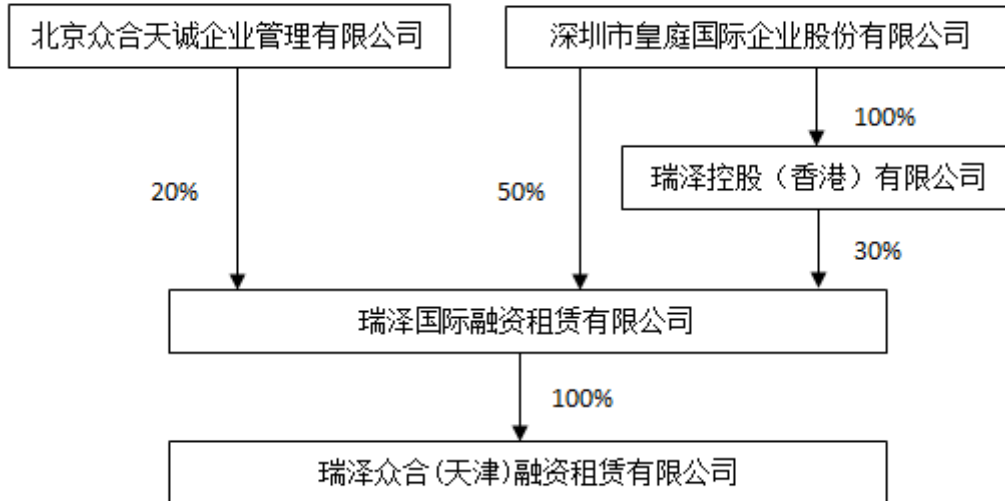 北京众合天诚企业管理有限公司
深圳市皇庭国际企业股份有限公司
100%
瑞泽控股（香港）有限公司
20%
50%
30%
瑞泽国际融资租赁有限公司
100%
瑞泽众合(天津)融资租赁有限公司